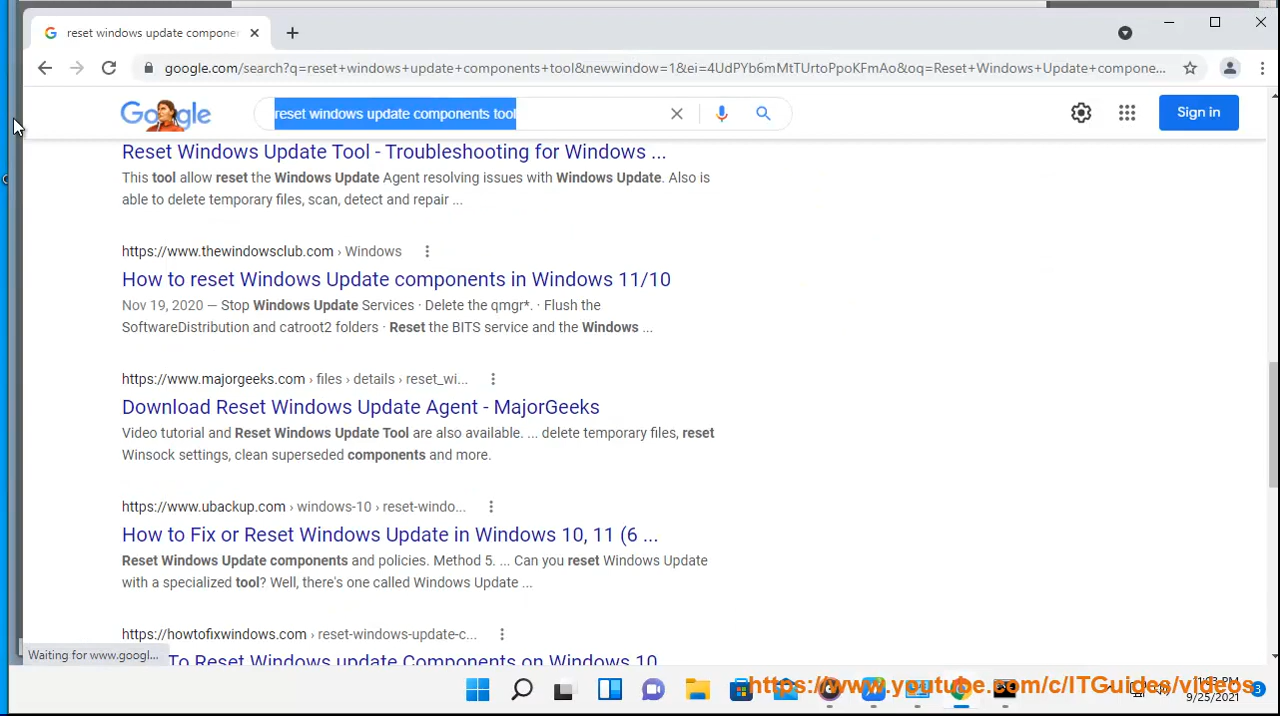 reset windows update compone
google.com/search?q=reset+windows+update+components+tool&newwindow=1&ei=4UdPYb6mMtTUrtoPpoKFmAo&oq=Reset+Windows+Update+compone...
Google
reset windows update components tool
Sign in
Reset Windows Update Tool - Troubleshooting for Windows ...
This tool allow reset the Windows Update Agent resolving issues with Windows Update. Also is
able to delete temporary files, scan, detect and repair ...
https://www.thewindowsclub.com › Windows
How to reset Windows Update components in Windows 11/10
Nov 19, 2020 — Stop Windows Update Services · Delete the qmgr*. · Flush the
SoftwareDistribution and catroot2 folders · Reset the BITS service and the Windows ...
https://www.majorgeeks.com › files › details › reset_wi...
Download Reset Windows Update Agent - MajorGeeks
Video tutorial and Reset Windows Update Tool are also available. ... delete temporary files, reset
Winsock settings, clean superseded components and more.
https://www.ubackup.com › windows-10 › reset-windo...
How to Fix or Reset Windows Update in Windows 10, 11 (6 ...
Reset Windows Update components and policies. Method 5. ... Can you reset Windows Update
with a specialized tool? Well, there's one called Windows Update ...
https://howtofixwindows.com › reset-windows-update-c...
To Reset Windows update Components on Windows 10
Waiting for www.googl...
https://www.youtube.com/c/ITGuides/videos
9/25/2021
3